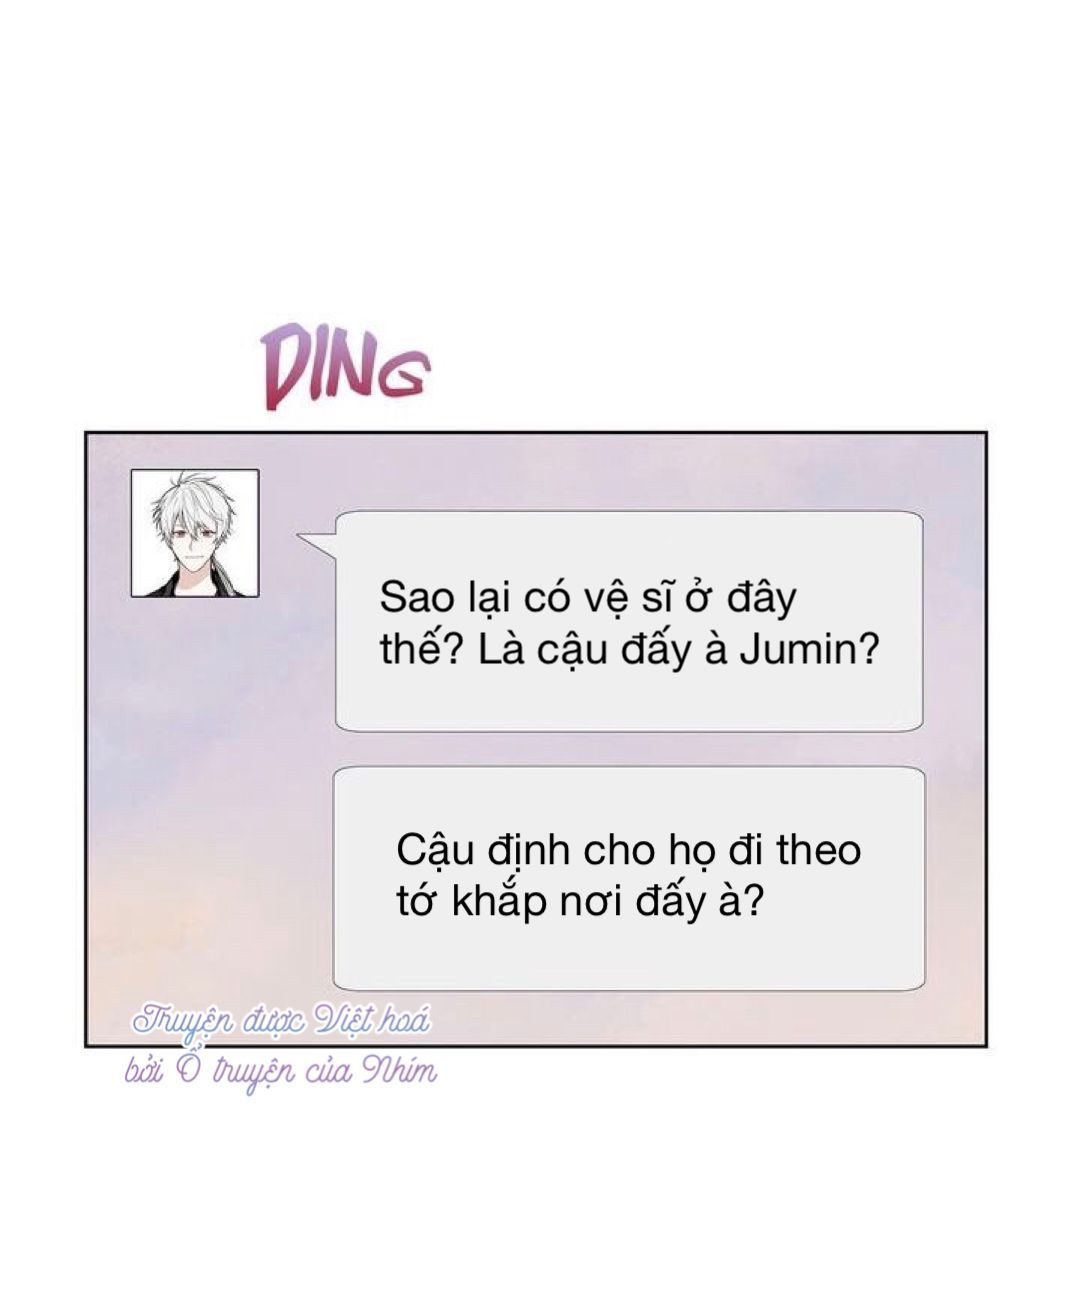 DING
Sao lại có vệ sĩ ở đây
thế? Là cậu đấy à Jumin?
Cậu định cho họ đi theo
tớ khắp nơi đấy à?
Truyện được Việt hoá
bởi Ổ truyện của Nhím